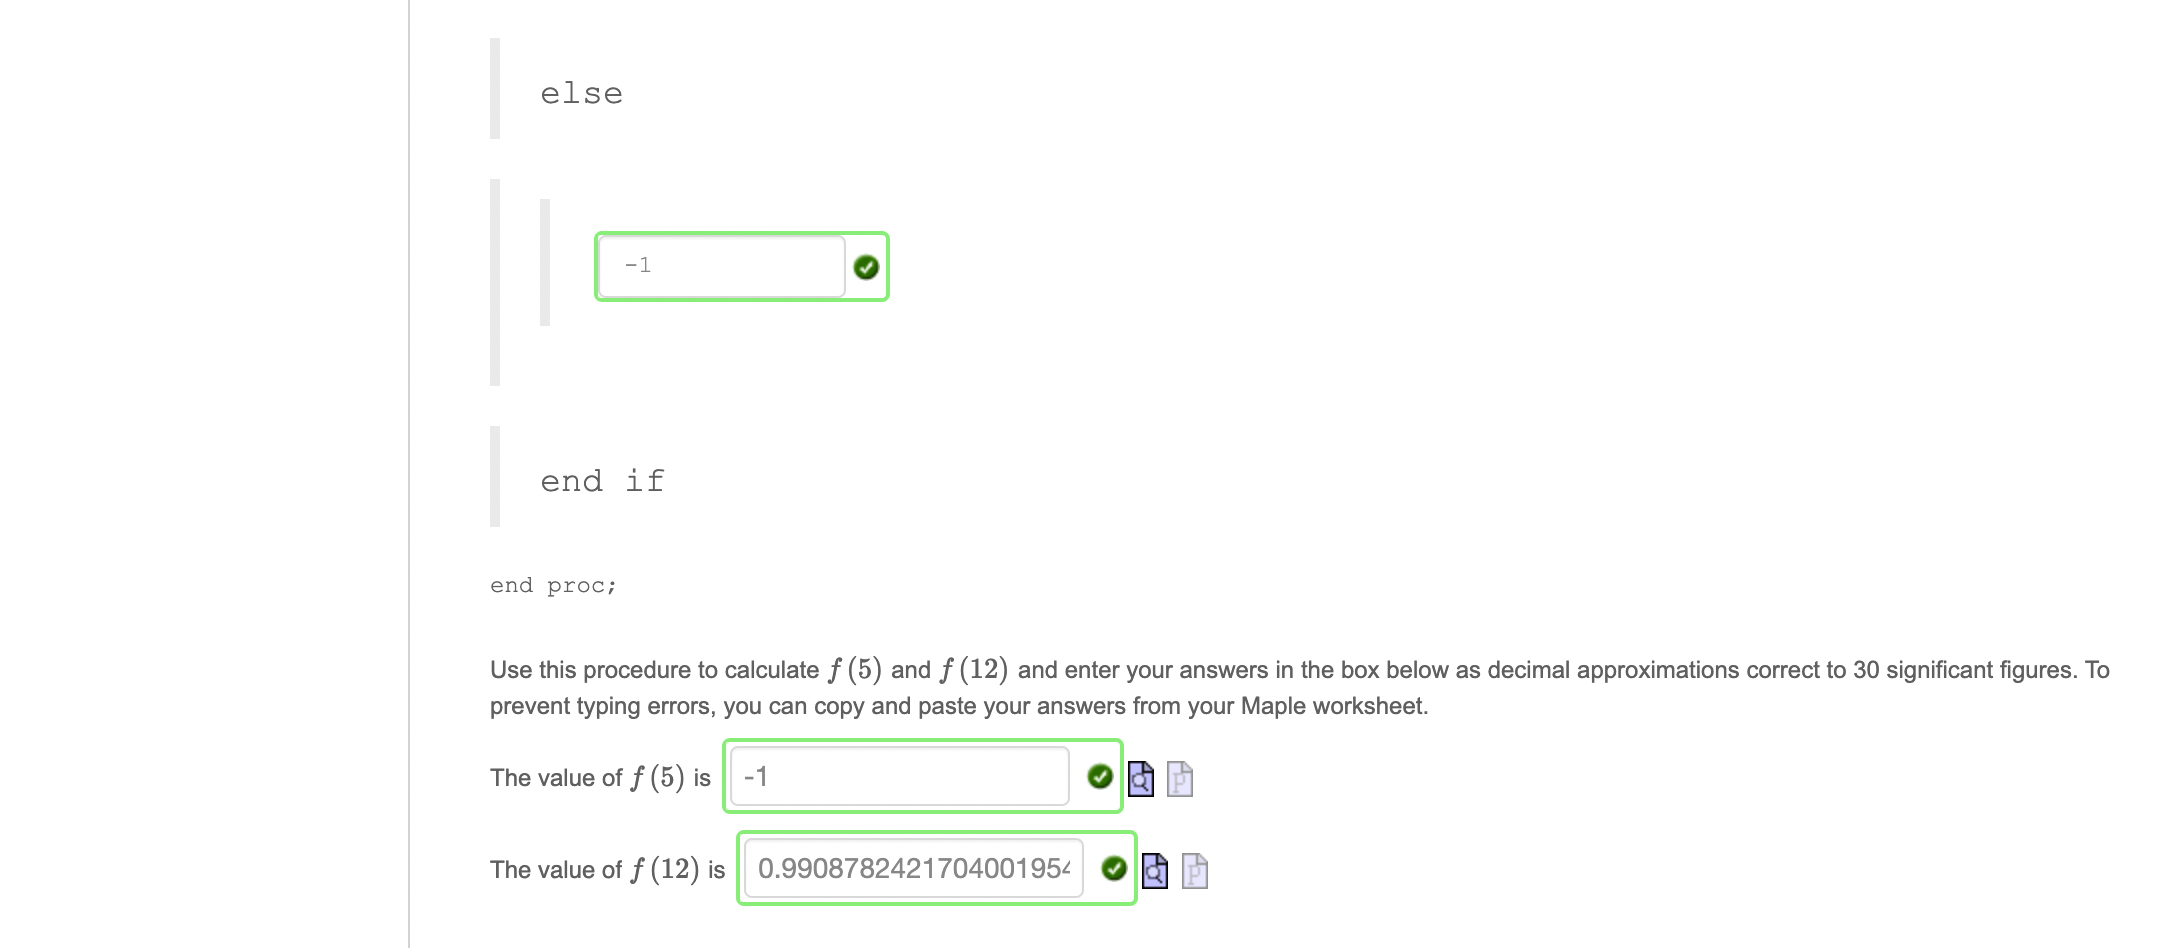 else
-1
end if
end proc;
Use this procedure to calculate f (5) and f (12) and enter your answers in the box below as decimal approximations correct to 30 significant figures. To
prevent typing errors, you can copy and paste your answers from your Maple worksheet.
The value of f (5) is -1
The value of f (12) is 0.990878242170400195